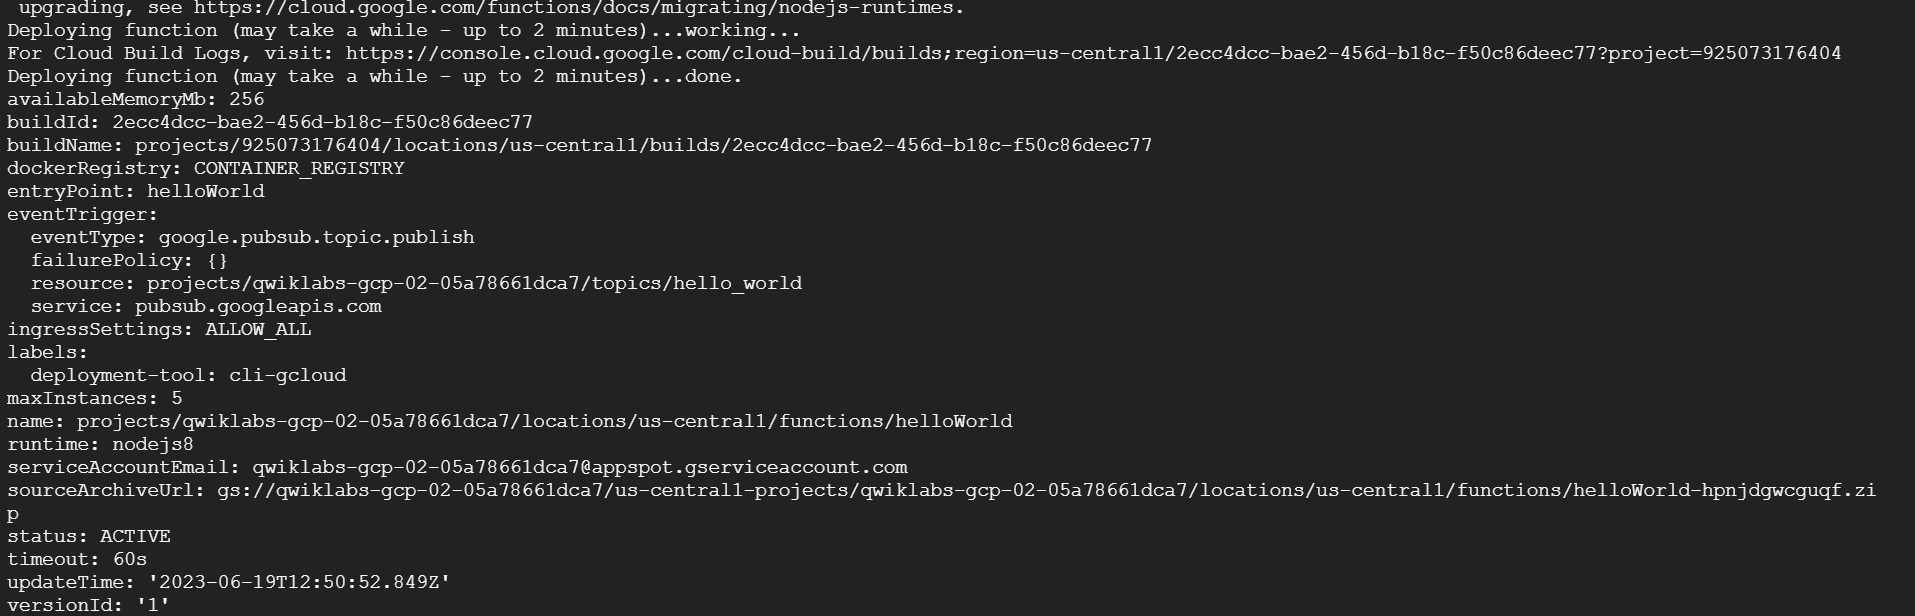 upgrading, see https://cloud.google.com/functions/docs/migrating/nodejs-runtimes.
Deploying function (may take a while - up to 2 minutes)...working...
For Cloud Build Logs, visit: https://console.cloud.google.com/cloud-build/builds;region=us-central1/2ecc4dcc-bae2-456d-b18c-f50c86deec77?project=925073176404
Deploying function (may take a while - up to 2 minutes)...done.
availableMemoryMb: 256
buildId: 2ecc4dcc-bae2-456d-b18c-f50c86deec77
buildName: projects/925073176404/locations/us-central1/builds/2ecc4dcc-bae2-456d-b18c-f50c86deec77
dockerRegistry: CONTAINER_REGISTRY
entryPoint: helloWorld
eventTrigger:
  eventType: google.pubsub.topic.publish
  failurePolicy: {}
  resource: projects/qwiklabs-gcp-02-05a78661dca7/topics/hello_world
  service: pubsub.googleapis.com
ingressSettings: ALLOW_ALL
labels:
  deployment-tool: cli-gcloud
maxInstances: 5
name: projects/qwiklabs-gcp-02-05a78661dca7/locations/us-central1/functions/helloWorld
runtime: nodejs8
serviceAccountEmail: qwiklabs-gcp-02-05a78661dca7@appspot.gserviceaccount.com
sourceArchiveUrl: gs://qwiklabs-gcp-02-05a78661dca7/us-central1-projects/qwiklabs-gcp-02-05a78661dca7/locations/us-central1/functions/helloWorld-hpnjdgwcguqf.zi
p
status: ACTIVE
timeout: 60s
updateTime: '2023-06-19T12:50:52.849Z'
versionId: '1'